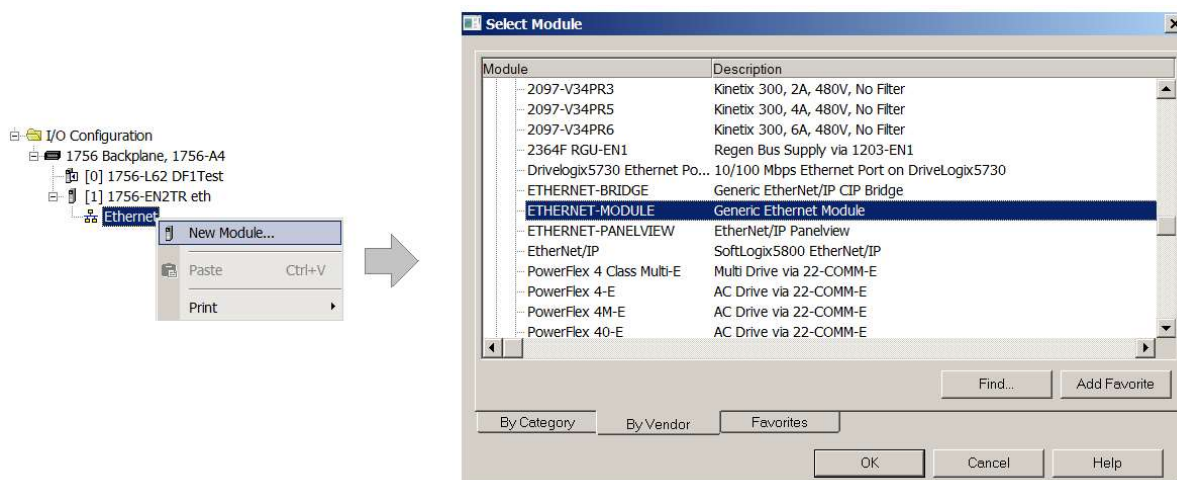 I/O Configuration
1756 Backplane, 1756-A4
[0] 1756-L62 DF1Test
[1] 1756-EN2TR eth
Ethernet
New Module...
Paste Ctrl+V
Print
Select Module
Module Description
2097-V34PR3 Kinetix 300, 2A, 480V, No Filter
2097-V34PR5 Kinetix 300, 4A, 480V, No Filter
2097-V34PR6 Kinetix 300, 6A, 480V, No Filter
2364F RGU-EN1 Regen Bus Supply via 1203-EN1
Drivelogix5730 Ethernet Po... 10/100 Mbps Ethernet Port on DriveLogix5730
ETHERNET-BRIDGE Generic EtherNet/IP CIP Bridge
ETHERNET-MODULE Generic Ethernet Module
ETHERNET-PANELVIEW EtherNet/IP Panelview
EtherNet/IP SoftLogix5800 EtherNet/IP
PowerFlex 4 Class Multi-E Multi Drive via 22-COMM-E
PowerFlex 4-E AC Drive via 22-COMM-E
PowerFlex 4M-E AC Drive via 22-COMM-E
PowerFlex 40-E AC Drive via 22-COMM-E
Find... Add Favorite
By Category By Vendor Favorites
OK Cancel Help